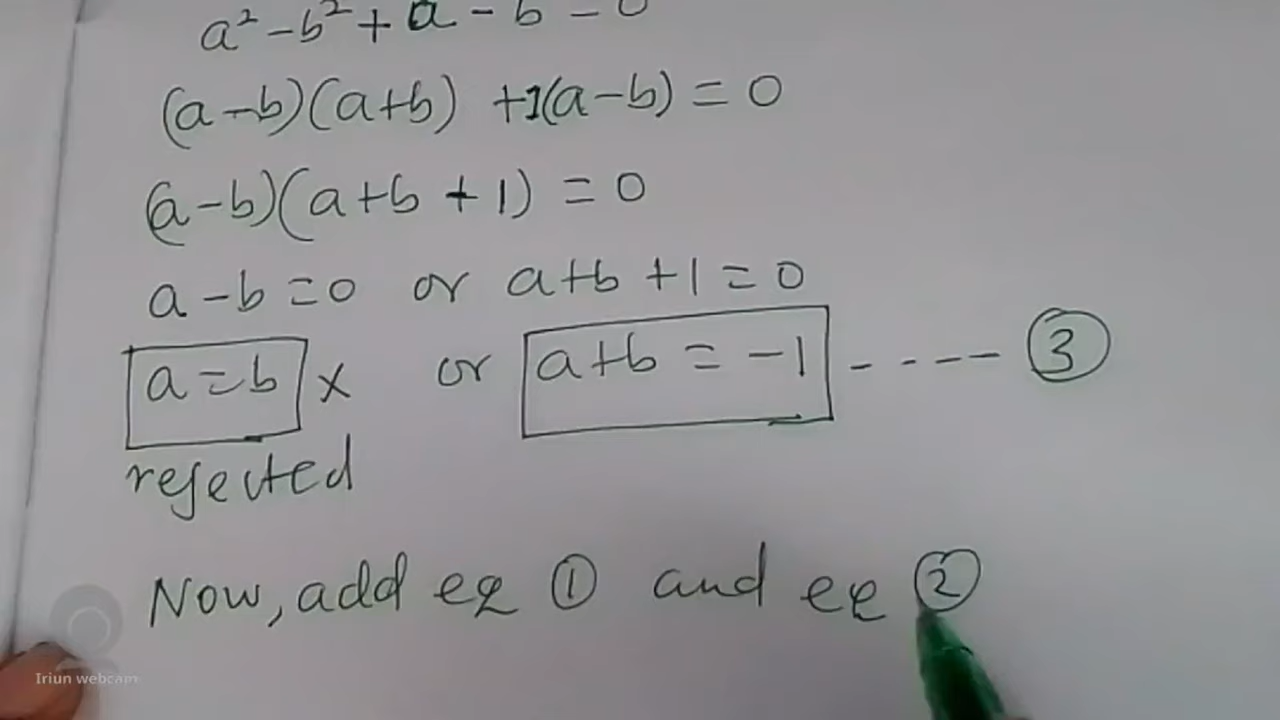 a² - b² + a - b = 0
(a-b)(a+b) +1(a-b) = 0
(a-b)(a+b+1) = 0
a-b=0 or a+b+1=0
a=b × or a+b = -1 ---- ③
rejected
Now, add eq ① and eq ②
Iriun webcam